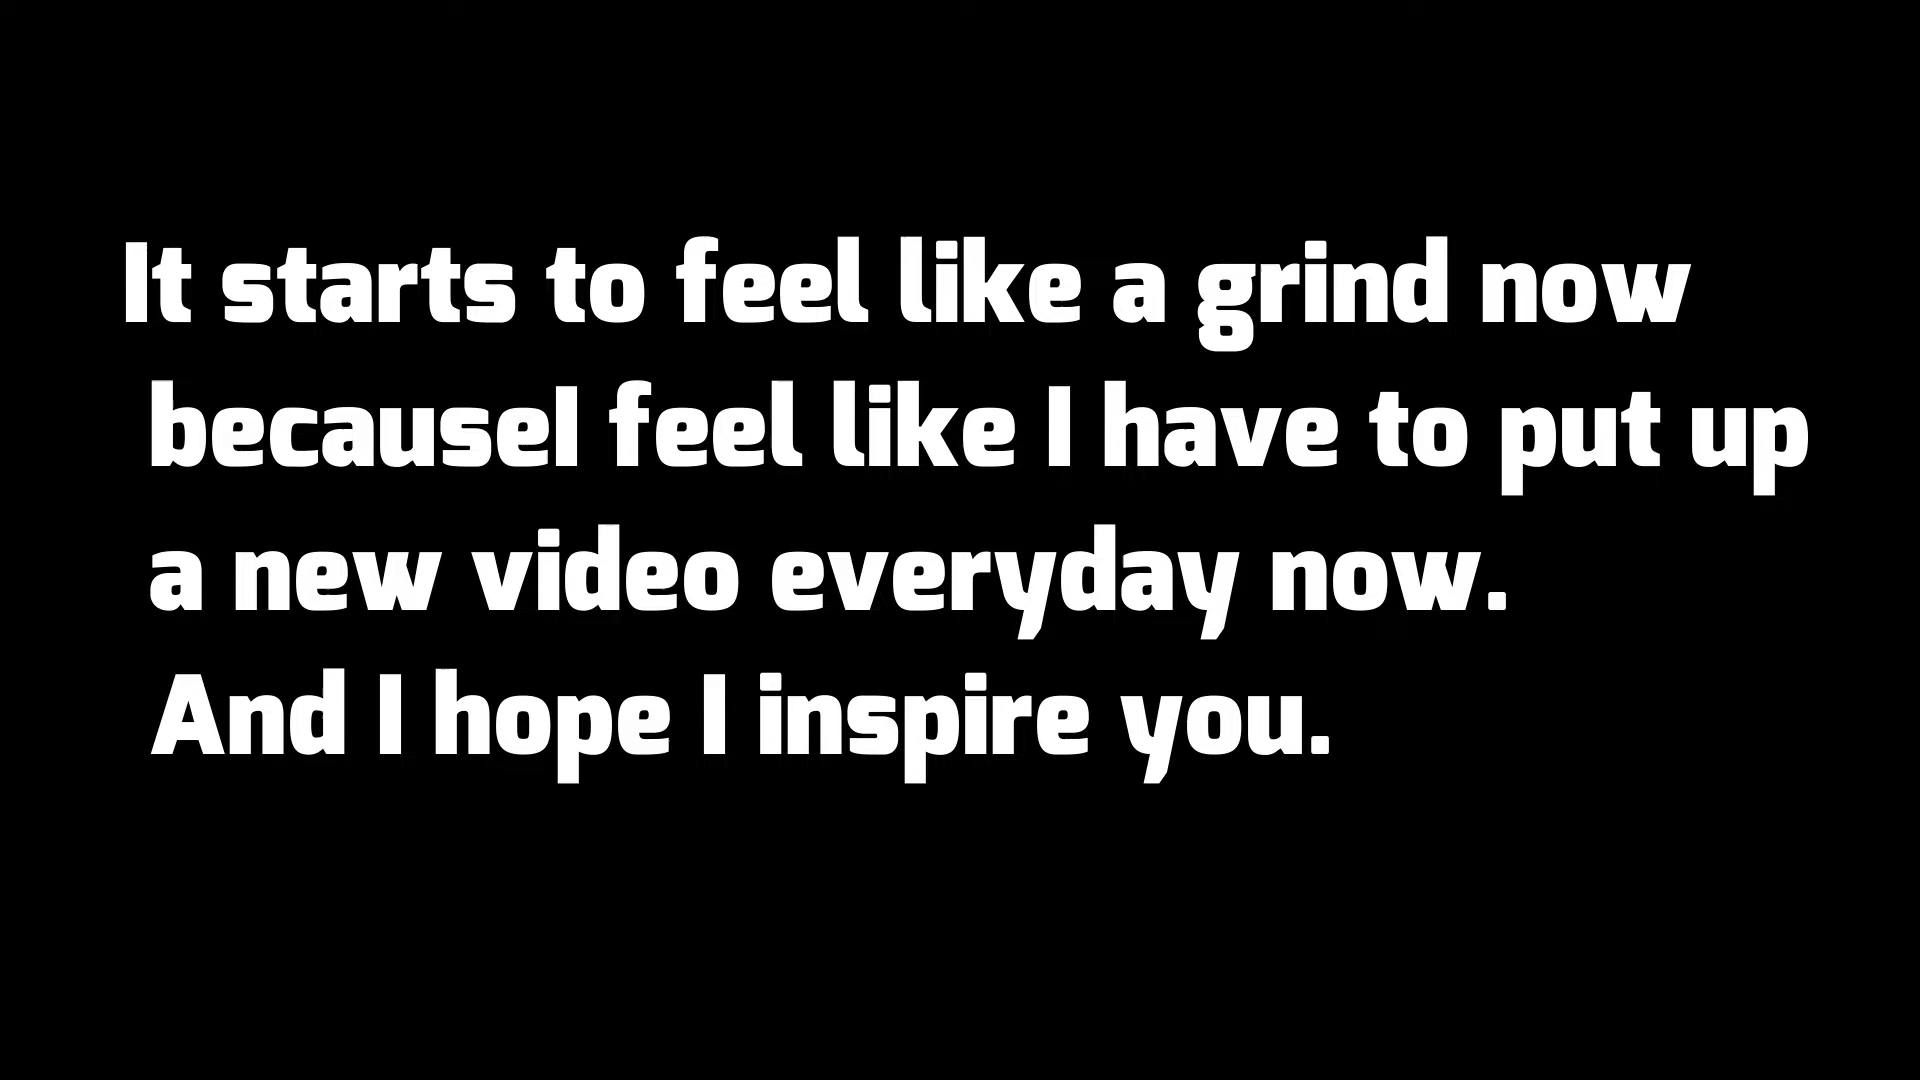 It starts to feel like a grind now
becauseI feel like I have to put up
a new video everyday now.
And I hope I inspire you.